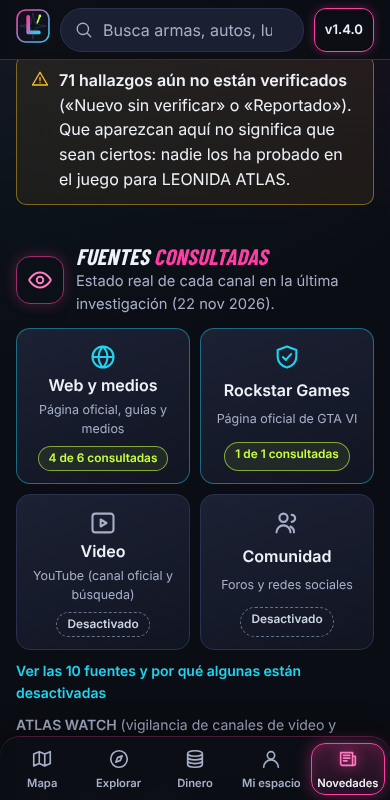 Busca armas, autos, lu
v1.4.0
71 hallazgos aún no están verificados
(«Nuevo sin verificar» o «Reportado»).
Que aparezcan aquí no significa que
sean ciertos: nadie los ha probado en
el juego para LEONIDA ATLAS.
FUENTES CONSULTADAS
Estado real de cada canal en la última
investigación (22 nov 2026).
Web y medios
Página oficial, guías y
medios
4 de 6 consultadas
Rockstar Games
Página oficial de GTA VI
1 de 1 consultadas
Video
YouTube (canal oficial y
búsqueda)
Desactivado
Comunidad
Foros y redes sociales
Desactivado
Ver las 10 fuentes y por qué algunas están
desactivadas
ATLAS WATCH (vigilancia de canales de video y
Mapa
Explorar
Dinero
Mi espacio
Novedades